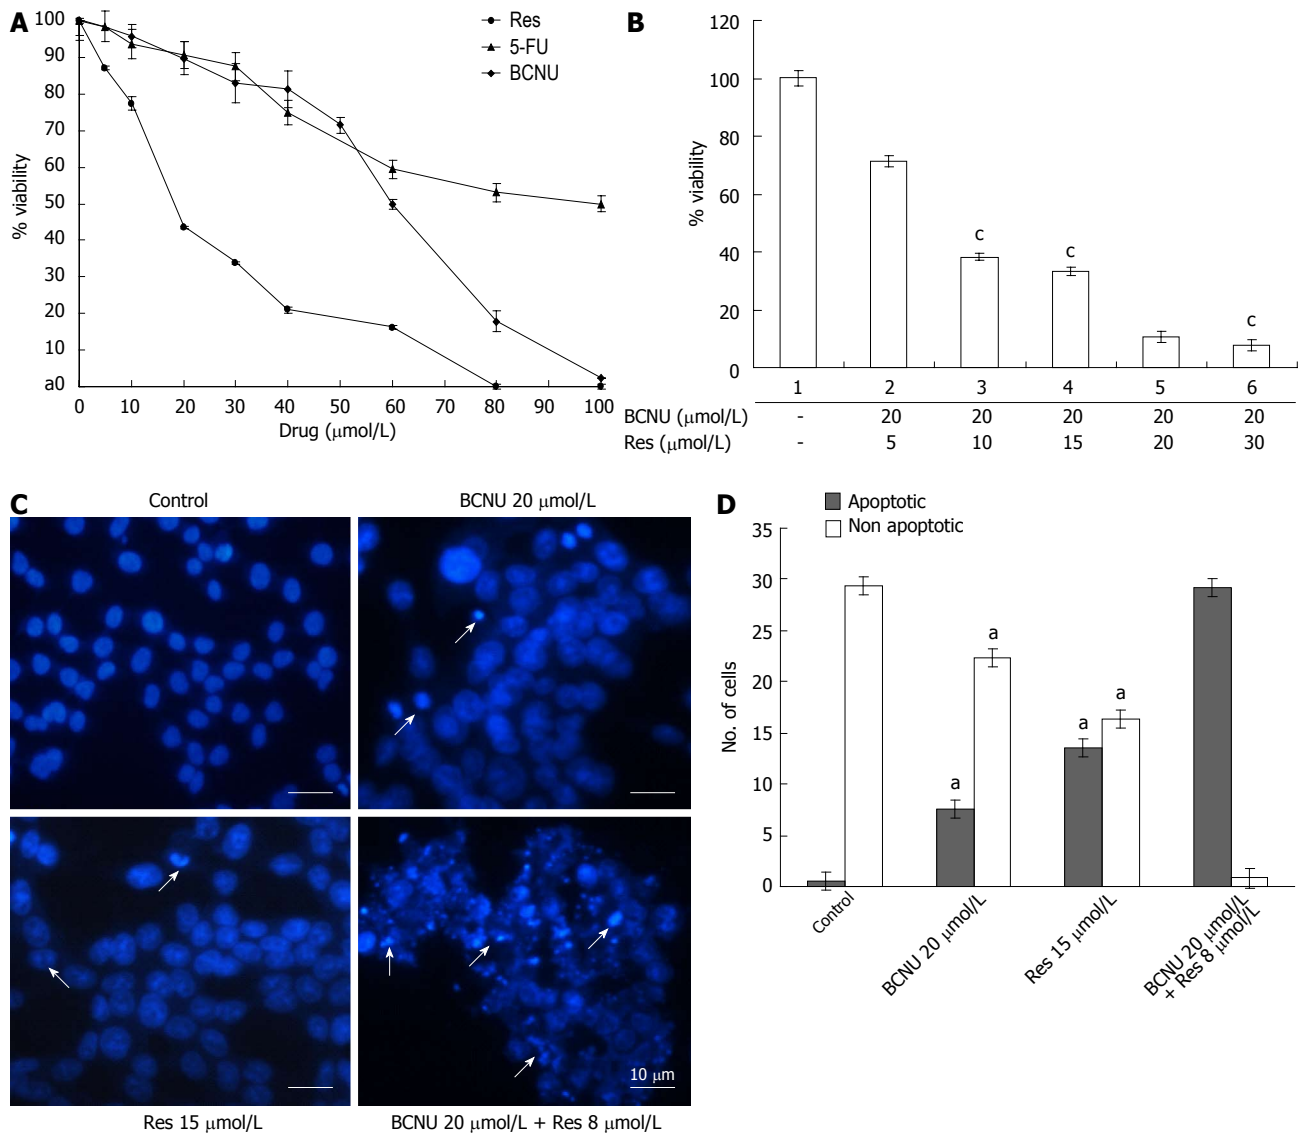 A
Res
5-FU
BCNU
% viability
100
90
80
70
60
50
40
30
20
10
a0
0 10 20 30 40 50 60 70 80 90 100
Drug (μmol/L)
B
% viability
120
100
80
60
40
20
0
c
c
c
1 2 3 4 5 6
BCNU (μmol/L) - 20 20 20 20 20
Res (μmol/L) - 5 10 15 20 30
C
Control
BCNU 20 μmol/L
10 μm
Res 15 μmol/L
BCNU 20 μmol/L + Res 8 μmol/L
D
Apoptotic
Non apoptotic
No. of cells
35
30
25
20
15
10
5
0
a
a
a
a
Control
BCNU 20 μmol/L
Res 15 μmol/L
BCNU 20 μmol/L
+ Res 8 μmol/L